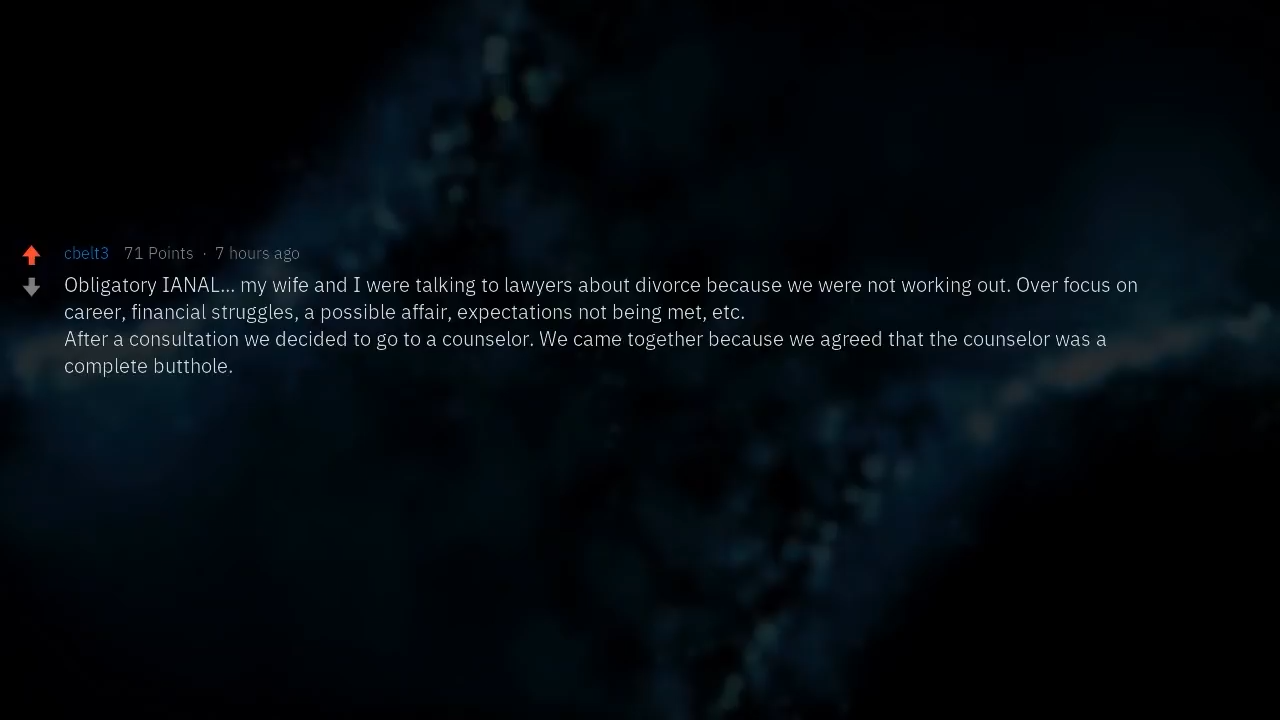 cbelt3 71 Points · 7 hours ago
Obligatory IANAL... my wife and I were talking to lawyers about divorce because we were not working out. Over focus on
career, financial struggles, a possible affair, expectations not being met, etc.
After a consultation we decided to go to a counselor. We came together because we agreed that the counselor was a
complete butthole.